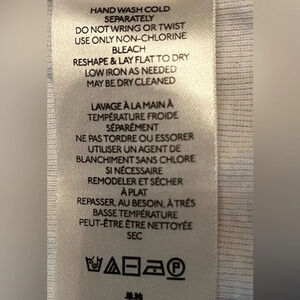 HAND WASH COLD
SEPARATELY
DO NOT WRING OR TWIST
USE ONLY NON-CHLORINE
BLEACH
RESHAPE & LAY FLAT TO DRY
LOW IRON AS NEEDED
MAY BE DRY CLEANED
LAVAGE À LA MAIN À
TEMPÉRATURE FROIDE
SÉPARÉMENT
NE PAS TORDRE OU ESSORER
UTILISER UN AGENT DE
BLANCHIMENT SANS CHLORE
SI NÉCESSAIRE
REMODELER ET SÉCHER
À PLAT
REPASSER, AU BESOIN, À TRÉS
BASSE TEMPÉRATURE
PEUT-ÊTRE ÊTRE NETTOYÉE
SEC
P